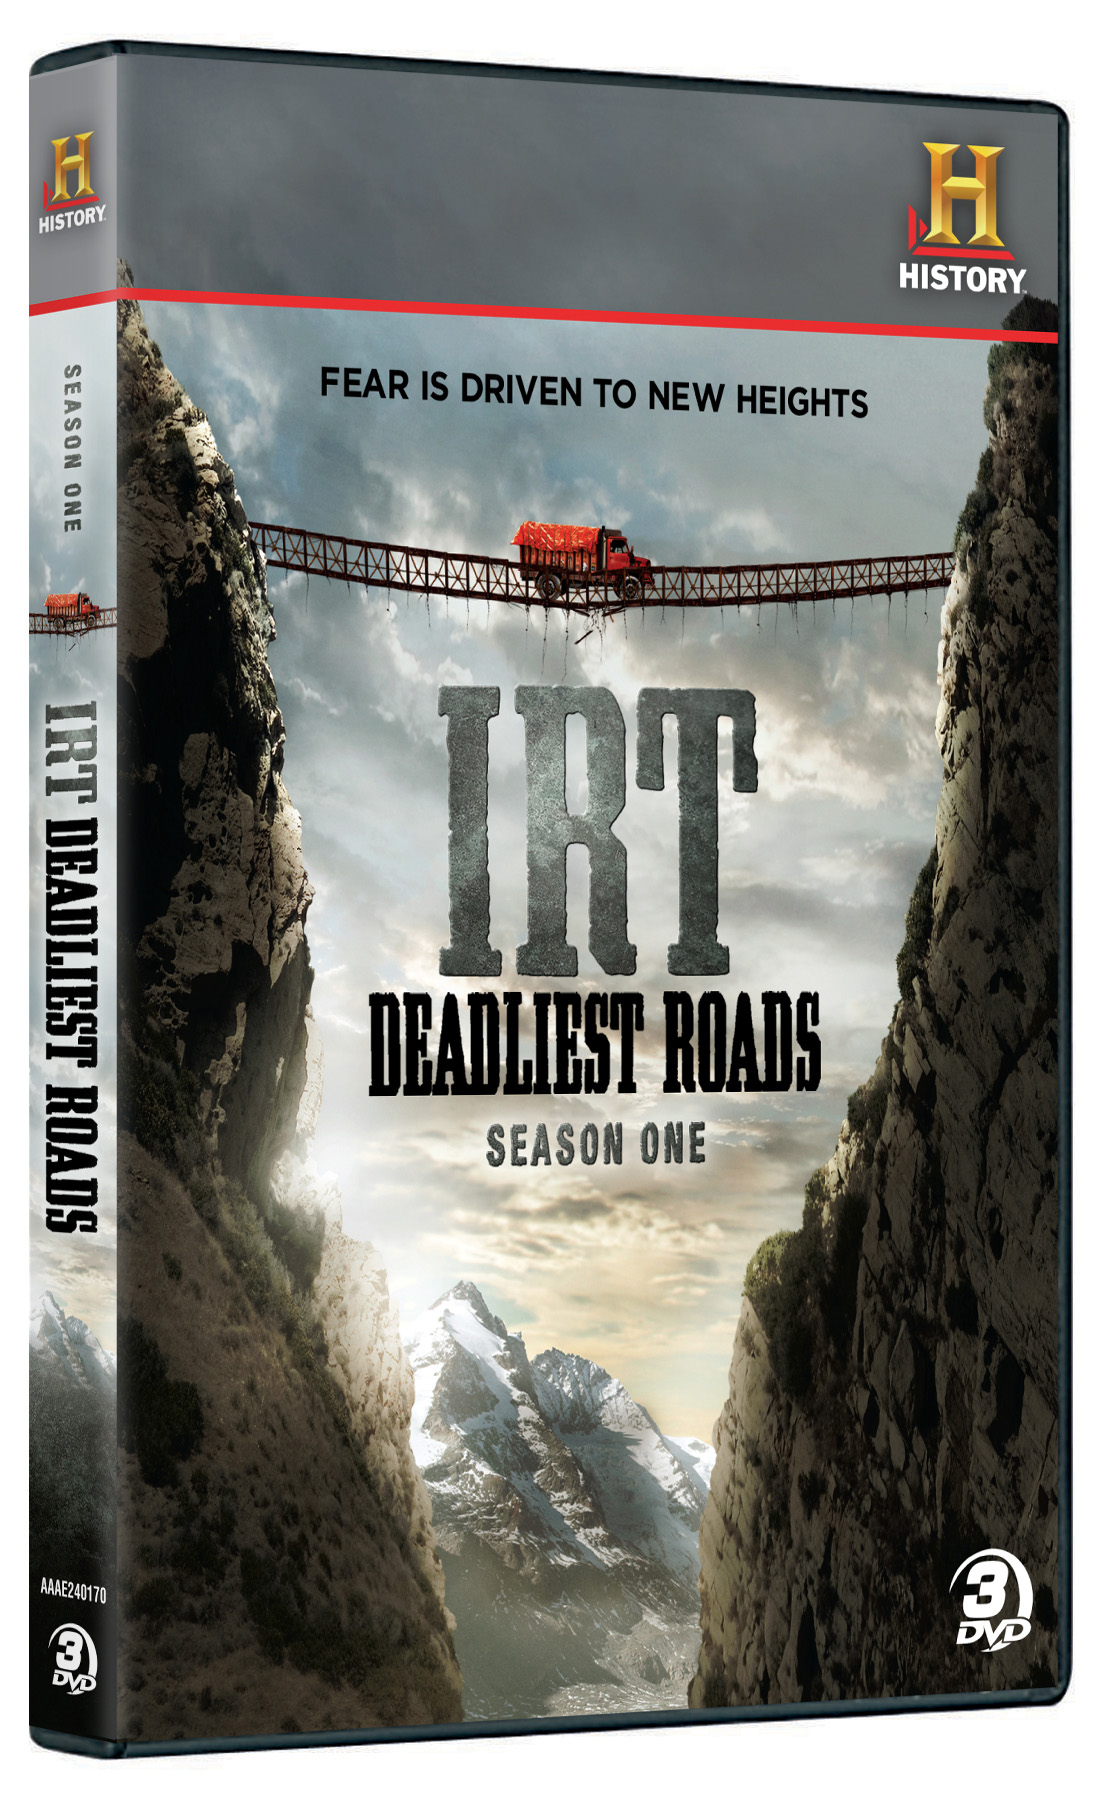 H
HISTORY
SEASON ONE
IRT DEADLIEST ROADS
AAAE240170
3
DVD
H
HISTORY™
FEAR IS DRIVEN TO NEW HEIGHTS
IRT
DEADLIEST ROADS
SEASON ONE
3
DVD